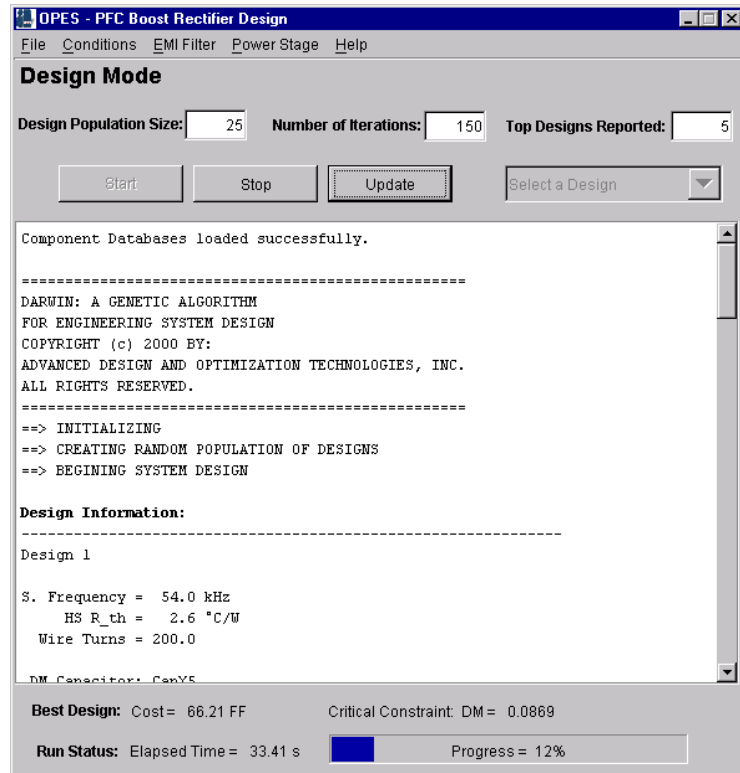 OPES - PFC Boost Rectifier Design
File Conditions EMI Filter Power Stage Help
Design Mode
Design Population Size: 25 Number of Iterations: 150 Top Designs Reported: 5
Start Stop Update Select a Design
Component Databases loaded successfully.
==================================================
DARWIN: A GENETIC ALGORITHM
FOR ENGINEERING SYSTEM DESIGN
COPYRIGHT (c) 2000 BY:
ADVANCED DESIGN AND OPTIMIZATION TECHNOLOGIES, INC.
ALL RIGHTS RESERVED.
==================================================
==> INITIALIZING
==> CREATING RANDOM POPULATION OF DESIGNS
==> BEGINING SYSTEM DESIGN
Design Information:
-------------------------------------------------------------
Design 1
S. Frequency = 54.0 kHz
HS R_th = 2.6 °C/W
Wire Turns = 200.0
DM Capacitor: CapY5
Best Design: Cost = 66.21 FF Critical Constraint: DM = 0.0869
Run Status: Elapsed Time = 33.41 s Progress = 12%